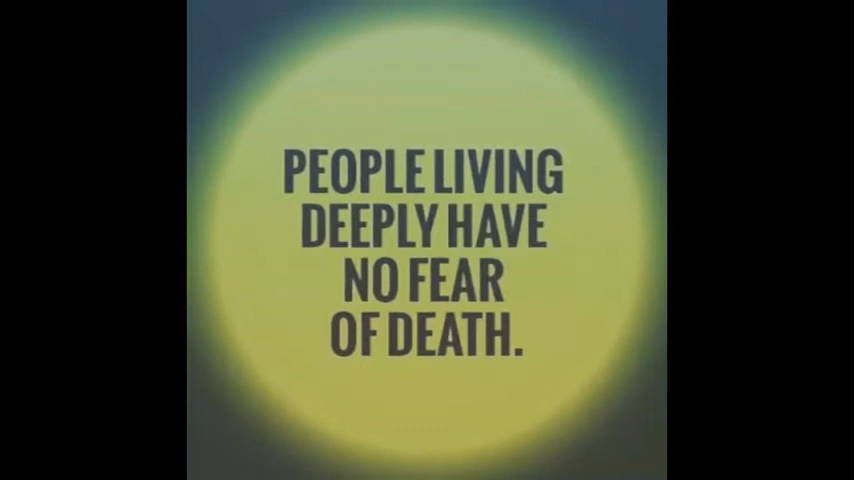 PEOPLE LIVING
DEEPLY HAVE
NO FEAR
OF DEATH.